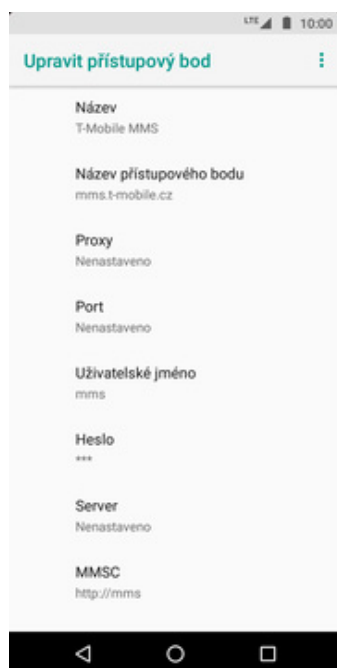 LTE 10:00
Upravit přístupový bod
Název
T-Mobile MMS
Název přístupového bodu
mms.t-mobile.cz
Proxy
Nenastaveno
Port
Nenastaveno
Uživatelské jméno
mms
Heslo
***
Server
Nenastaveno
MMSC
http://mms